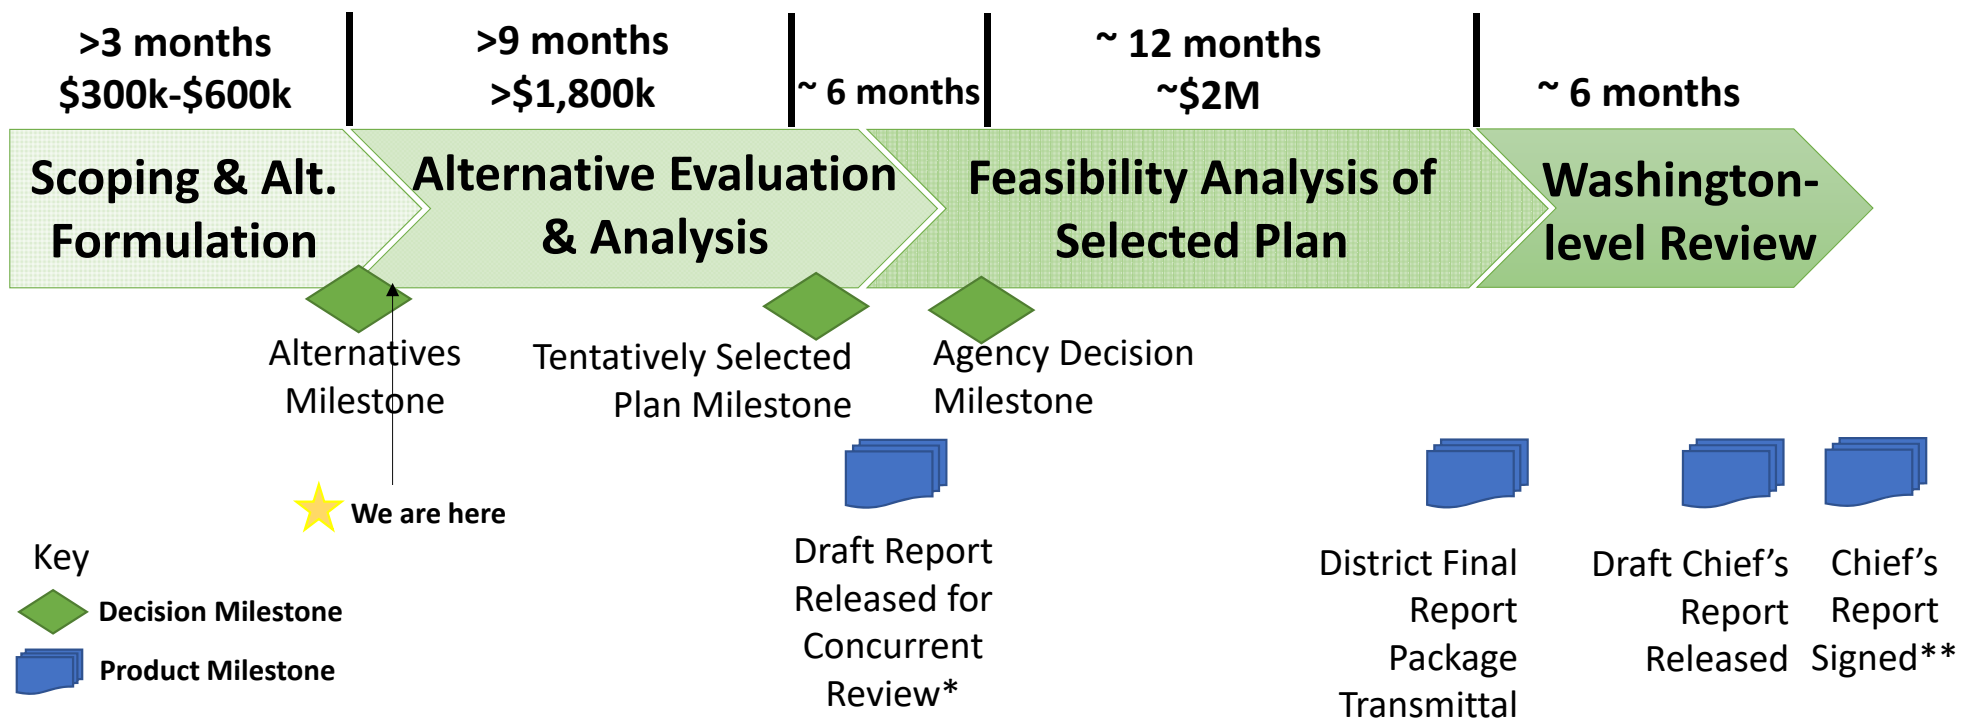 >3 months
$300k-$600k
>9 months
>$1,800k
~ 6 months
~ 12 months
~$2M
~ 6 months
Scoping & Alt.
Formulation
Alternative Evaluation
& Analysis
Feasibility Analysis of
Selected Plan
Washington-
level Review
Alternatives
Milestone
Tentatively Selected
Plan Milestone
Agency Decision
Milestone
We are here
Key
Decision Milestone
Product Milestone
Draft Report
Released for
Concurrent
Review*
District Final
Report
Package
Transmittal
Draft Chief’s
Report
Released
Chief’s
Report
Signed**